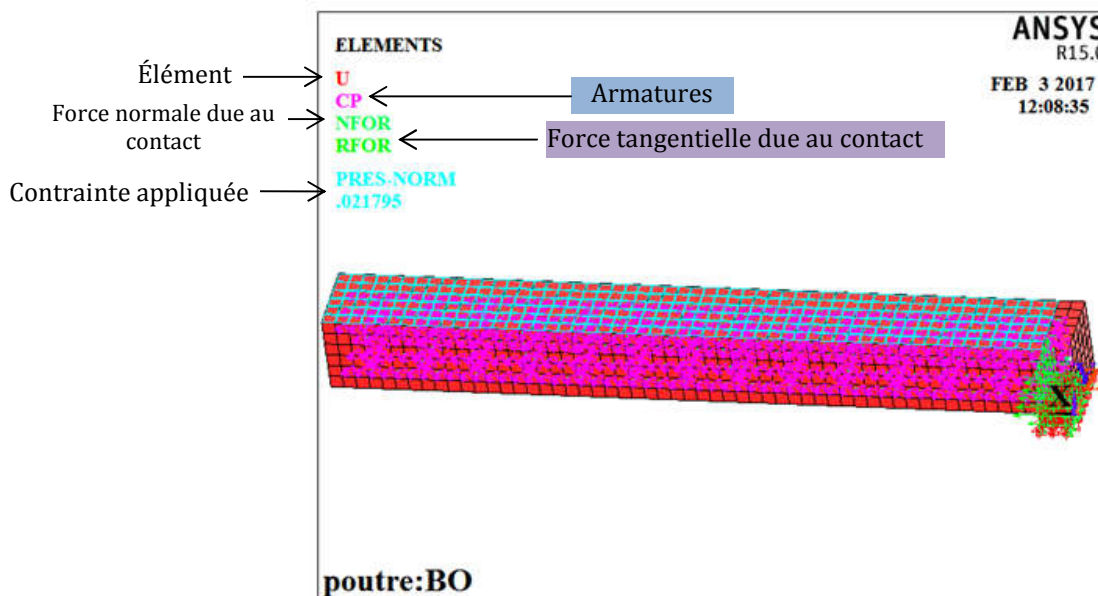 ELEMENTS
ANSYS
R15.0
FEB 3 2017
12:08:35
Élément
U
CP
Armatures
Force normale due au
contact
NFOR
RFOR
Force tangentielle due au contact
Contrainte appliquée
PRES-NORM
.021795
X
poutre:BO